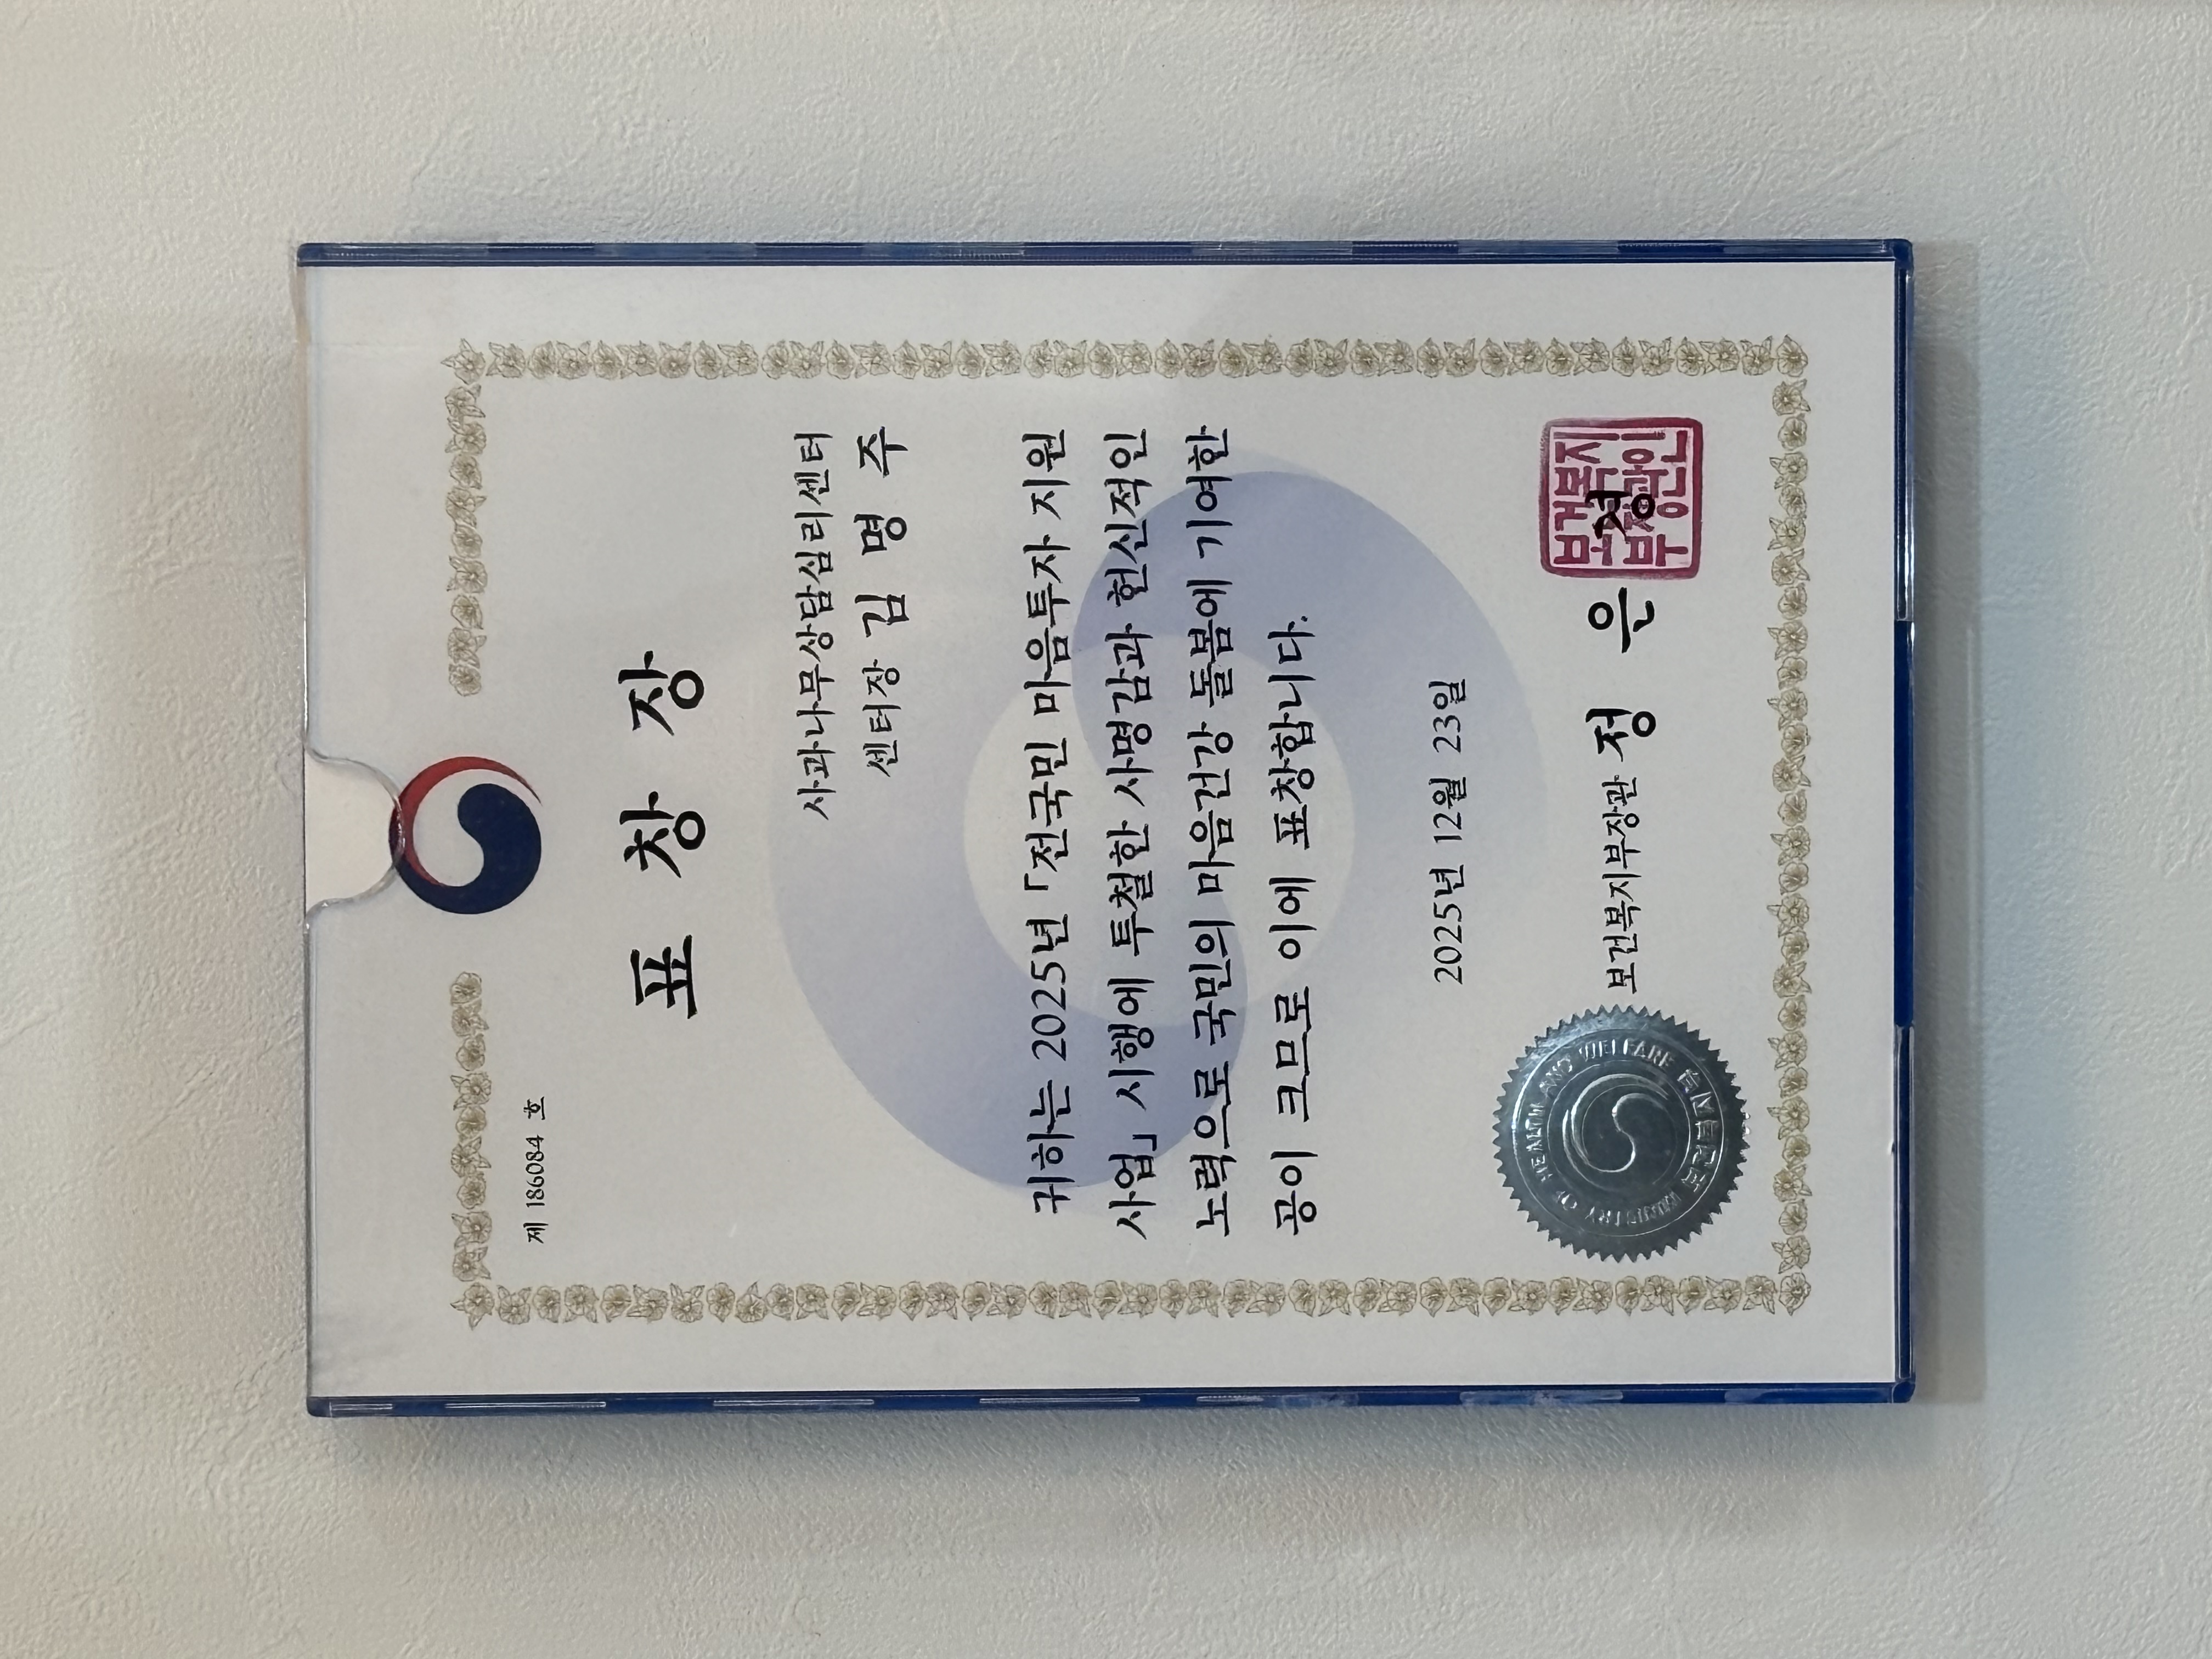 제 186084 호
표 창 장
사과나무상담심리센터
센터장 김 명 주
귀하는 2025년 「전국민 마음투자 지원
사업」 시행에 투철한 사명감과 헌신적인
노력으로 국민의 마음건강 돌봄에 기여한
공이 크므로 이에 표창합니다.
2025년 12월 23일
보건복지부장관 정 은 경
보건복지
부장관인
MINISTRY OF HEALTH AND WELFARE